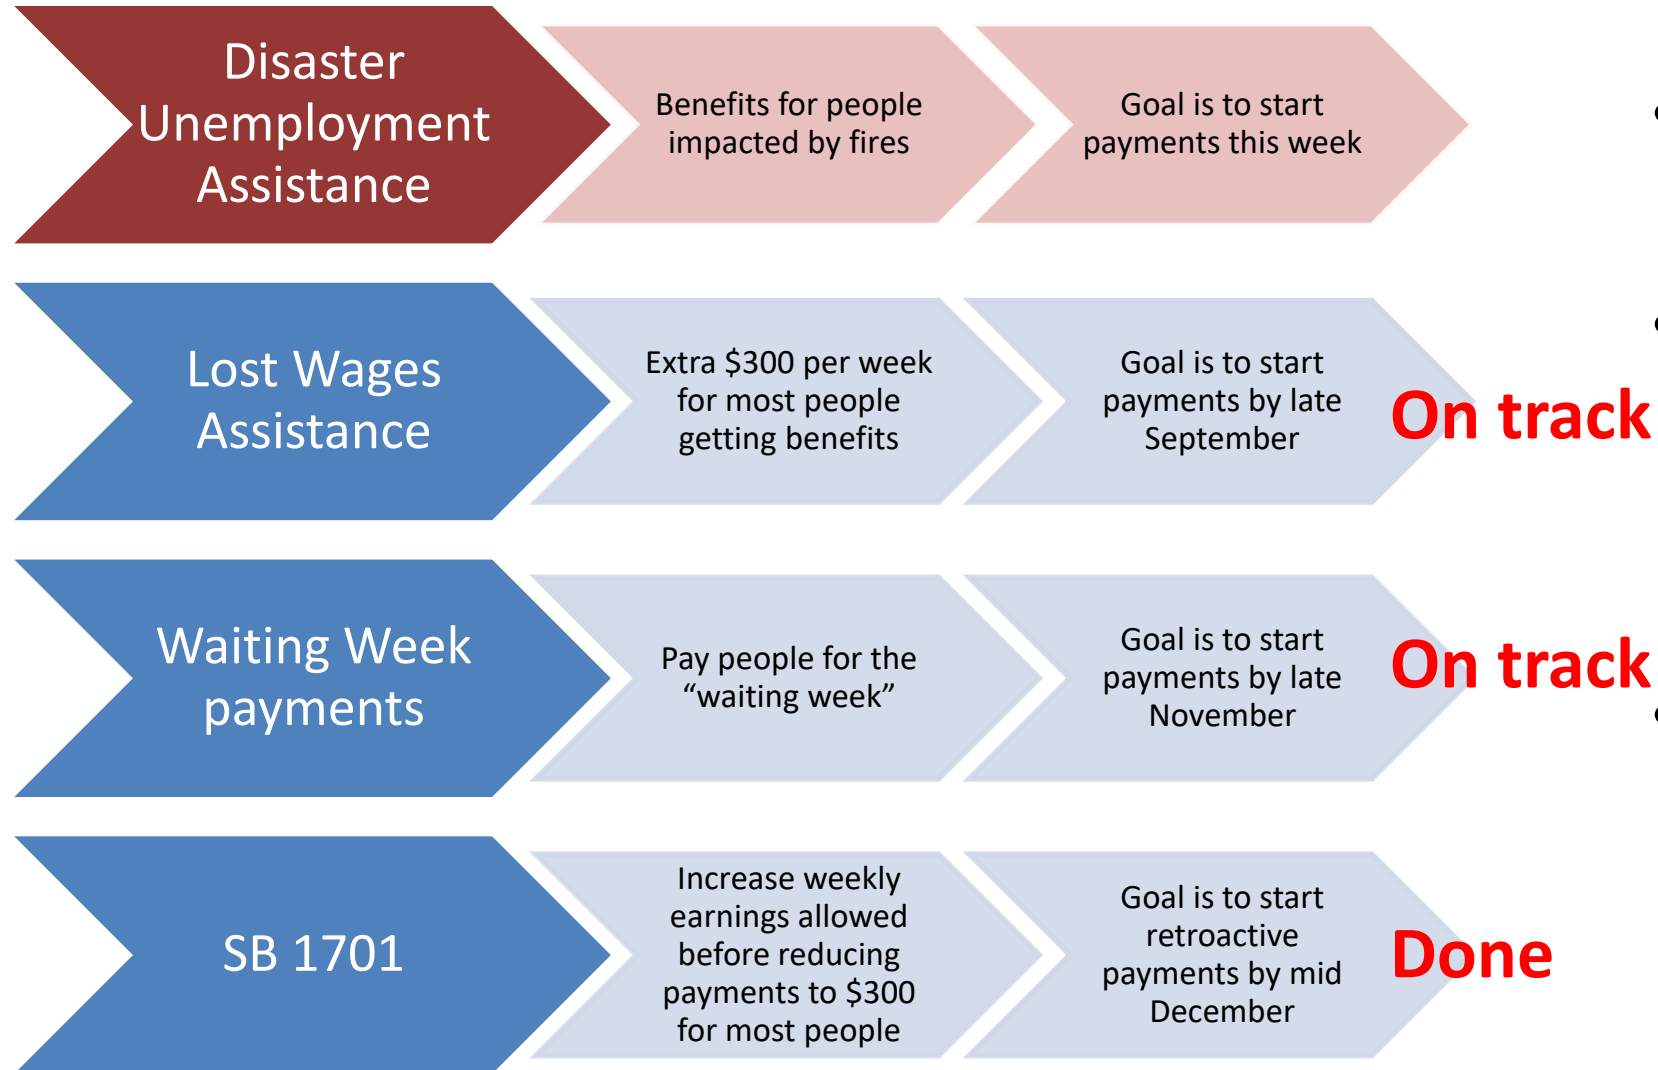 Disaster
Unemployment
Assistance
Benefits for people
impacted by fires
Goal is to start
payments this week
•
Lost Wages
Assistance
Extra $300 per week
for most people
getting benefits
Goal is to start
payments by late
September
On track
•
Waiting Week
payments
Pay people for the
“waiting week”
Goal is to start
payments by late
November
On track
•
SB 1701
Increase weekly
earnings allowed
before reducing
payments to $300
for most people
Goal is to start
retroactive
payments by mid
December
Done